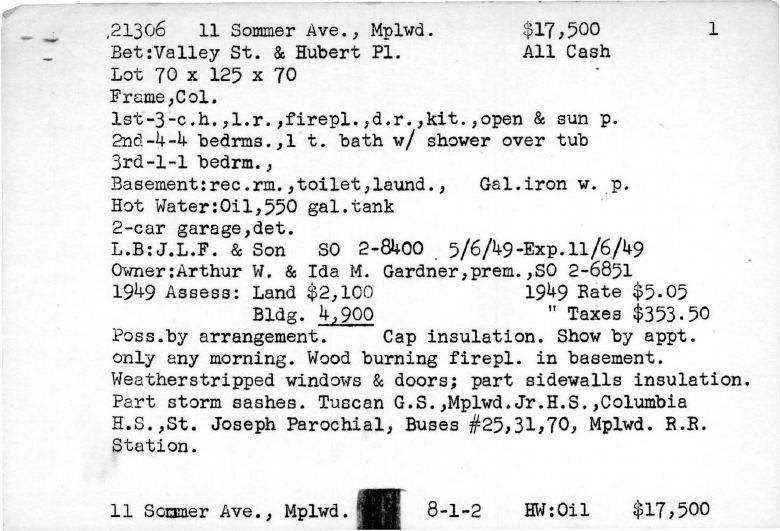 21306 11 Sommer Ave., Mplwd. $17,500 1
Bet:Valley St. & Hubert Pl. All Cash
Lot 70 x 125 x 70
Frame,Col.
1st-3-c.h.,l.r.,firepl.,d.r.,kit.,open & sun p.
2nd-4-4 bedrms.,1 t. bath w/ shower over tub
3rd-1-1 bedrm.,
Basement:rec.rm.,toilet,laund., Gal.iron w. p.
Hot Water:Oil,550 gal.tank
2-car garage,det.
L.B:J.L.F. & Son SO 2-8400 5/6/49-Exp.11/6/49
Owner:Arthur W. & Ida M. Gardner,prem.,SO 2-6851
1949 Assess: Land $2,100 1949 Rate $5.05
Bldg. 4,900 " Taxes $353.50
Poss.by arrangement. Cap insulation. Show by appt.
only any morning. Wood burning firepl. in basement.
Weatherstripped windows & doors; part sidewalls insulation.
Part storm sashes. Tuscan G.S.,Mplwd.Jr.H.S.,Columbia
H.S.,St. Joseph Parochial, Buses #25,31,70, Mplwd. R.R.
Station.
11 Sommer Ave., Mplwd. 8-1-2 HW:Oil $17,500